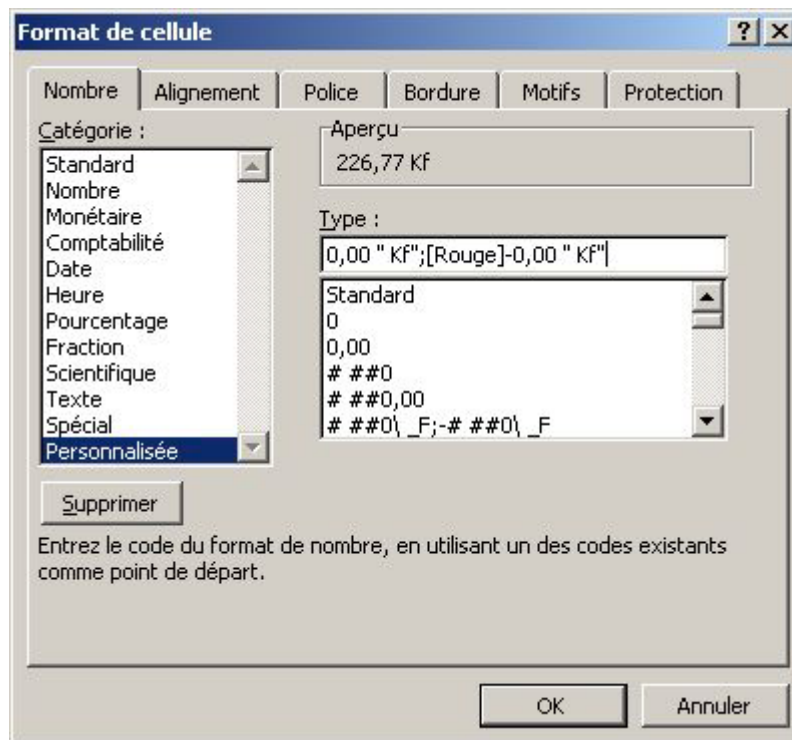 Format de cellule
Nombre Alignement Police Bordure Motifs Protection
Catégorie :
Standard
Nombre
Monétaire
Comptabilité
Date
Heure
Pourcentage
Fraction
Scientifique
Texte
Spécial
Personnalisée
Aperçu
226,77 Kf
Type :
0,00 " Kf";[Rouge]-0,00 " Kf"
Standard
0
0,00
# ##0
# ##0,00
# ##0\ _F;-# ##0\ _F
Supprimer
Entrez le code du format de nombre, en utilisant un des codes existants
comme point de départ.
OK Annuler